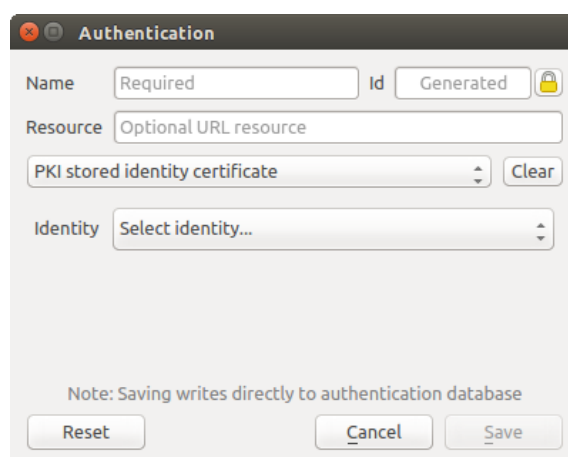 Authentication
Name Required Id Generated
Resource Optional URL resource
PKI stored identity certificate Clear
Identity Select identity...
Note: Saving writes directly to authentication database
Reset Cancel Save